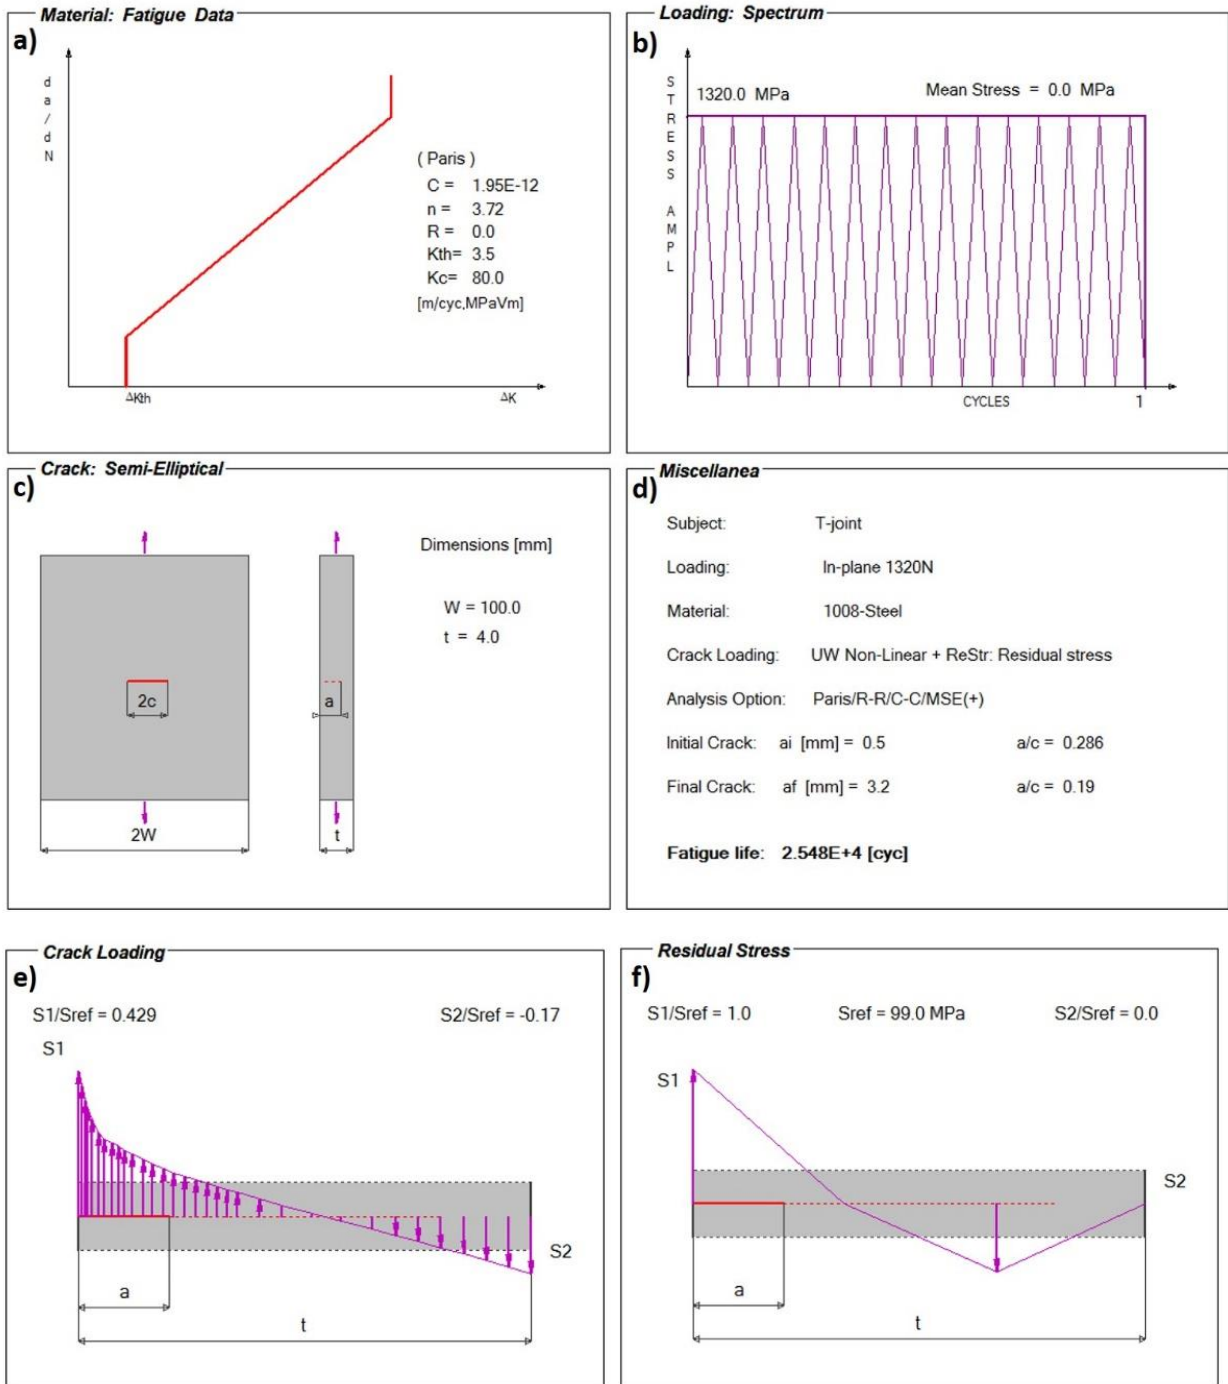 Material: Fatigue Data
a)
da/dN
( Paris )
C = 1.95E-12
n = 3.72
R = 0.0
Kth= 3.5
Kc= 80.0
[m/cyc,MPaVm]
ΔKth
ΔK
Loading: Spectrum
b)
STRESS AMPL
1320.0 MPa
Mean Stress = 0.0 MPa
CYCLES
1
Crack: Semi-Elliptical
c)
Dimensions [mm]
W = 100.0
t = 4.0
2c
a
2W
t
Miscellanea
d)
Subject: T-joint
Loading: In-plane 1320N
Material: 1008-Steel
Crack Loading: UW Non-Linear + ReStr: Residual stress
Analysis Option: Paris/R-R/C-C/MSE(+)
Initial Crack: ai [mm] = 0.5 a/c = 0.286
Final Crack: af [mm] = 3.2 a/c = 0.19
Fatigue life: 2.548E+4 [cyc]
Crack Loading
e)
S1/Sref = 0.429 S2/Sref = -0.17
S1
S2
a
t
Residual Stress
f)
S1/Sref = 1.0 Sref = 99.0 MPa S2/Sref = 0.0
S1
S2
a
t